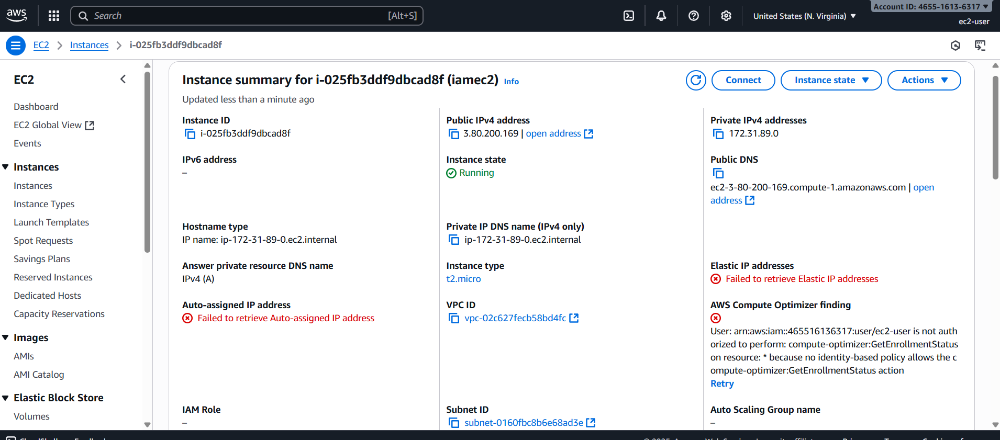 aws
Search [Alt+S]
United States (N. Virginia)
Account ID: 4655-1613-6317
ec2-user
EC2 Instances i-025fb3ddf9dbcad8f
EC2
Dashboard
EC2 Global View
Events
Instances
Instances
Instance Types
Launch Templates
Spot Requests
Savings Plans
Reserved Instances
Dedicated Hosts
Capacity Reservations
Images
AMIs
AMI Catalog
Elastic Block Store
Volumes
Instance summary for i-025fb3ddf9dbcad8f (iamec2) Info
Updated less than a minute ago
Connect
Instance state
Actions
Instance ID
i-025fb3ddf9dbcad8f
Public IPv4 address
3.80.200.169 | open address
Private IPv4 addresses
172.31.89.0
IPv6 address
–
Instance state
Running
Public DNS
ec2-3-80-200-169.compute-1.amazonaws.com | open
address
Hostname type
IP name: ip-172-31-89-0.ec2.internal
Private IP DNS name (IPv4 only)
ip-172-31-89-0.ec2.internal
Answer private resource DNS name
IPv4 (A)
Instance type
t2.micro
Elastic IP addresses
Failed to retrieve Elastic IP addresses
Auto-assigned IP address
Failed to retrieve Auto-assigned IP address
VPC ID
vpc-02c627fecb58bd4fc
AWS Compute Optimizer finding
User: arn:aws:iam::465516136317:user/ec2-user is not auth
orized to perform: compute-optimizer:GetEnrollmentStatus
on resource: * because no identity-based policy allows the c
ompute-optimizer:GetEnrollmentStatus action
Retry
IAM Role
–
Subnet ID
subnet-0160fbc8b6e68ad3e
Auto Scaling Group name
–